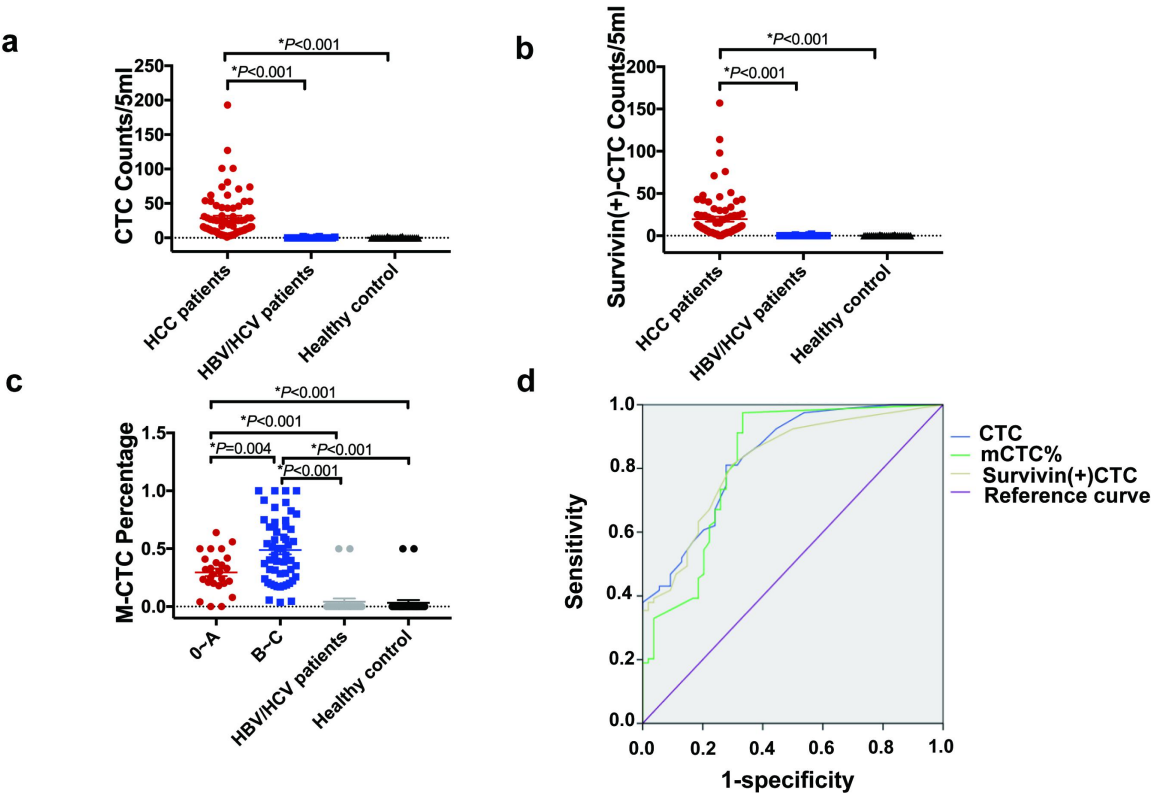 a
*P<0.001
*P<0.001
CTC Counts/5ml
250
200
150
100
50
0
HCC patients
HBV/HCV patients
Healthy control
b
*P<0.001
*P<0.001
Survivin(+)-CTC Counts/5ml
200
150
100
50
0
HCC patients
HBV/HCV patients
Healthy control
c
*P<0.001
*P<0.001
*P=0.004
*P<0.001
*P<0.001
M-CTC Percentage
1.5
1.0
0.5
0.0
0~A
B~C
HBV/HCV patients
Healthy control
d
Sensitivity
1.0
0.8
0.6
0.4
0.2
0.0
0.0 0.2 0.4 0.6 0.8 1.0
1-specificity
CTC
mCTC%
Survivin(+)CTC
Reference curve